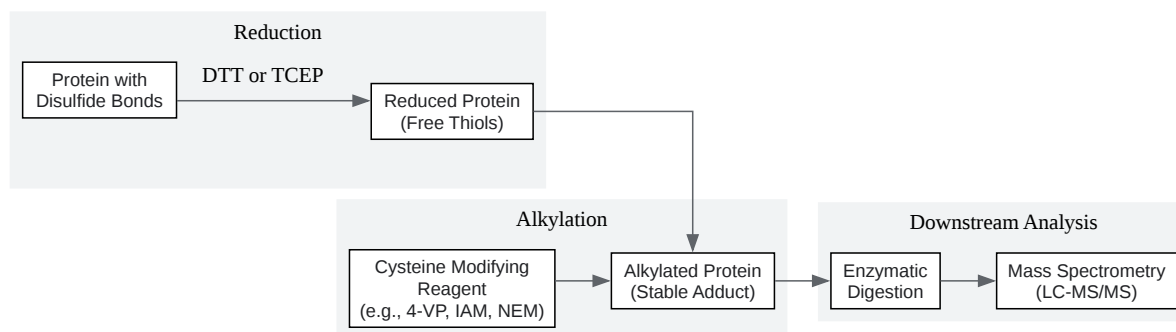 Reduction
DTT or TCEP
Protein with
Disulfide Bonds
Reduced Protein
(Free Thiols)
Alkylation
Cysteine Modifying
Reagent
(e.g., 4-VP, IAM, NEM)
Alkylated Protein
(Stable Adduct)
Downstream Analysis
Enzymatic
Digestion
Mass Spectrometry
(LC-MS/MS)